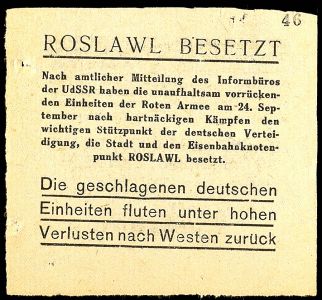 46
ROSLAWL BESETZT
Nach amtlicher Mitteilung des Informbüros
der UdSSR haben die unaufhaltsam vorrücken-
den Einheiten der Roten Armee am 24. Sep-
tember nach hartnäckigen Kämpfen den
wichtigen Stützpunkt der deutschen Vertei-
digung, die Stadt und den Eisenbahnknoten-
punkt ROSLAWL besetzt.
Die geschlagenen deutschen
Einheiten fluten unter hohen
Verlusten nach Westen zurück